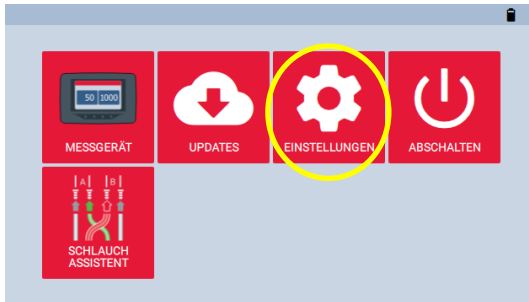 50 1000
MESSGERÄT
UPDATES
EINSTELLUNGEN
ABSCHALTEN
A B
SCHLAUCH
ASSISTENT